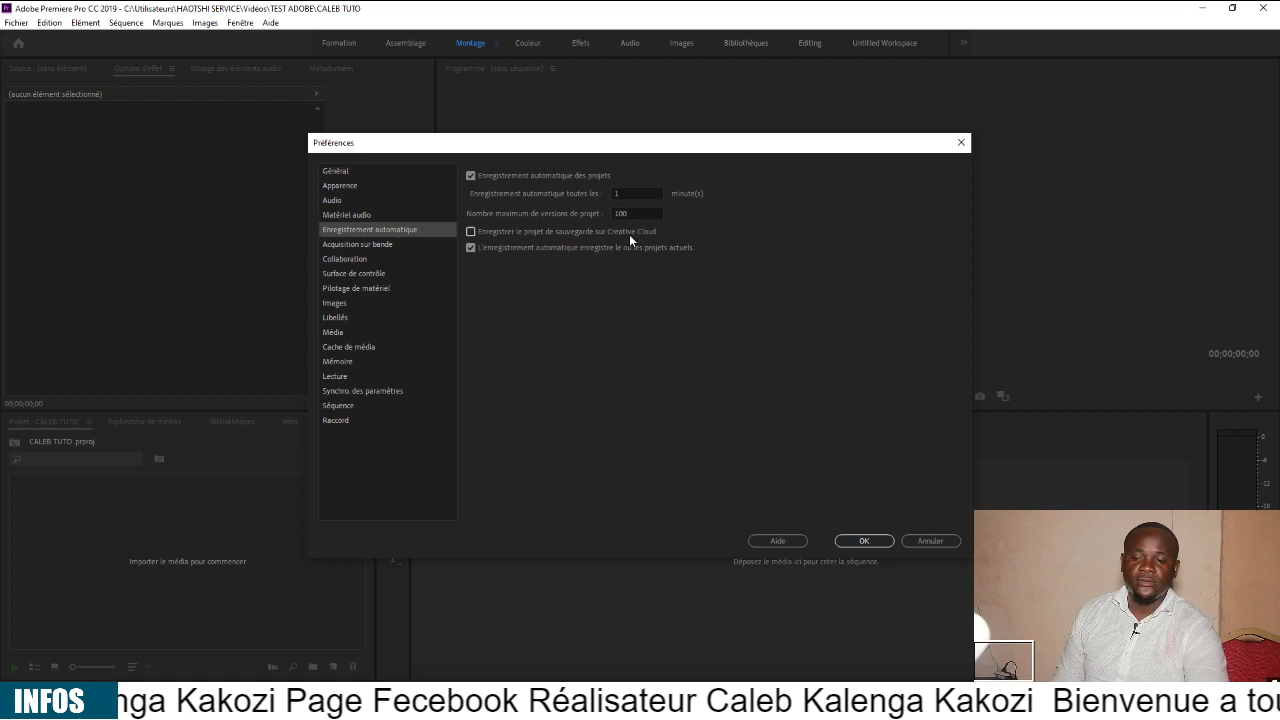 Adobe Premiere Pro CC 2019 - C:\Utilisateurs\HAOTSHI SERVICE\Vidéos\TEST ADOBE\CALEB TUTO
Fichier Edition Elément Séquence Marques Images Fenêtre Aide
Formation Assemblage Montage Couleur Effets Audio Images Bibliothèques Editing Untitled Workspace
Source : (sans élément) Options d'effet Mixage des éléments audio Métadonnées
Programme : (sans séquence)
(aucun élément sélectionné)
Préférences
Général
Apparence
Audio
Matériel audio
Enregistrement automatique
Acquisition sur bande
Collaboration
Surface de contrôle
Pilotage de matériel
Images
Libellés
Média
Cache de média
Mémoire
Lecture
Synchro. des paramètres
Séquence
Raccord
Enregistrement automatique des projets
Enregistrement automatique toutes les : 1 minute(s)
Nombre maximum de versions de projet : 100
Enregistrer le projet de sauvegarde sur Creative Cloud
L'enregistrement automatique enregistre le ou les projets actuels.
Aide OK Annuler
00;00;00;00
00;00;00;00
Projet : CALEB TUTO Explorateur de médias Bibliothèques Infos
CALEB TUTO .prproj
Importer le média pour commencer
Déposez le média ici pour créer la séquence.
0
-6
-12
-18
INFOS
nga Kakozi Page Fecebook Réalisateur Caleb Kalenga Kakozi Bienvenue a tou